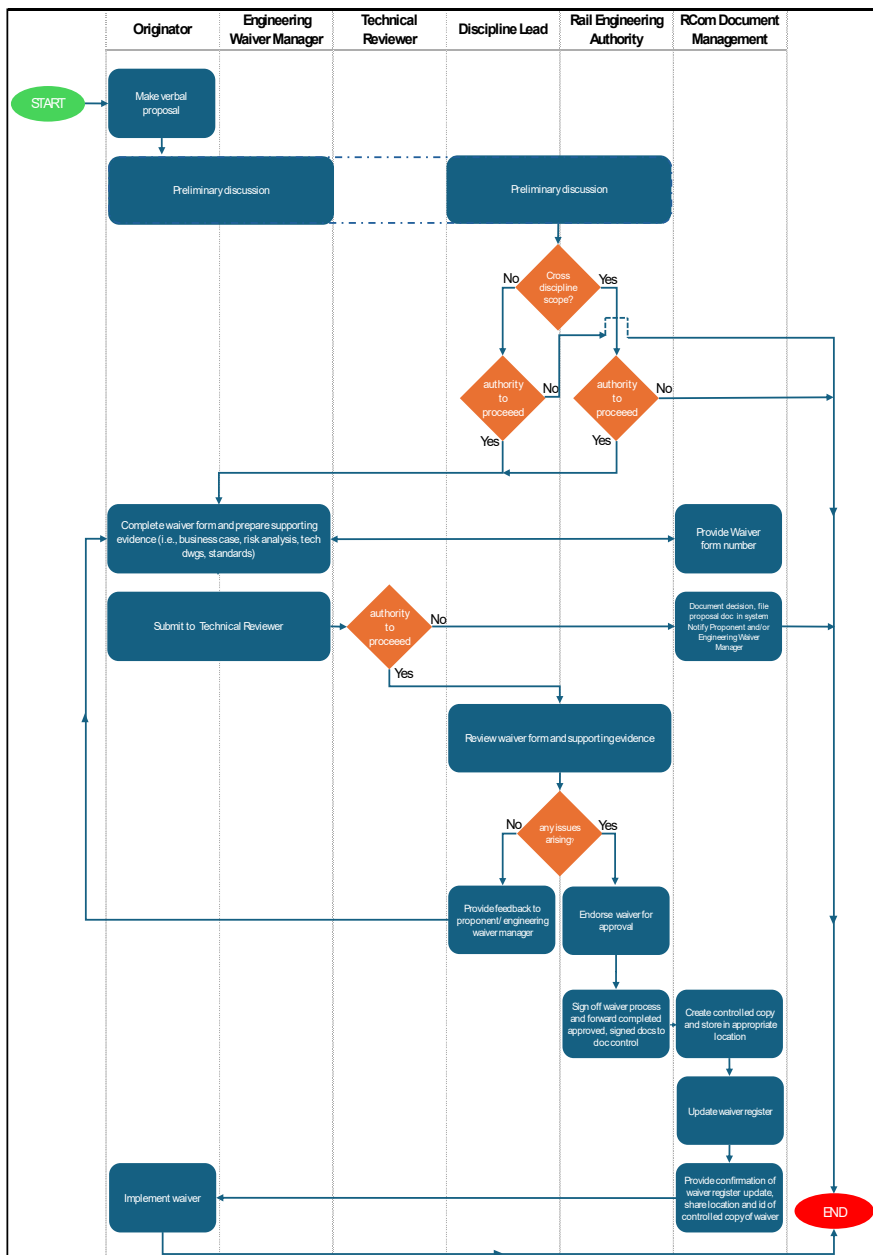 Originator
Engineering
Waiver Manager
Technical
Reviewer
Discipline Lead
Rail Engineering
Authority
RCom Document
Management
START
Make verbal
proposal
Preliminary discussion
Preliminary discussion
No
Cross
discipline
scope?
Yes
authority
to
proceeed
No
authority
to
proceeed
No
Yes
Yes
Complete waiver form and prepare supporting
evidence (i.e., business case, risk analysis, tech
dwgs, standards)
Provide Waiver
form number
Submit to Technical Reviewer
authority
to
proceeed
No
Document decision, file
proposal doc in system
Notify Proponent and/or
Engineering Waiver
Manager
Yes
Review waiver form and supporting evidence
No
any issues
arising?
Yes
Provide feedback to
proponent/ engineering
waiver manager
Endorse waiver for
approval
Sign off waiver process
and forward completed
approved, signed docs to
doc control
Create controlled copy
and store in appropriate
location
Update waiver register
Implement waiver
Provide confirmation of
waiver register update,
share location and id of
controlled copy of waiver
END